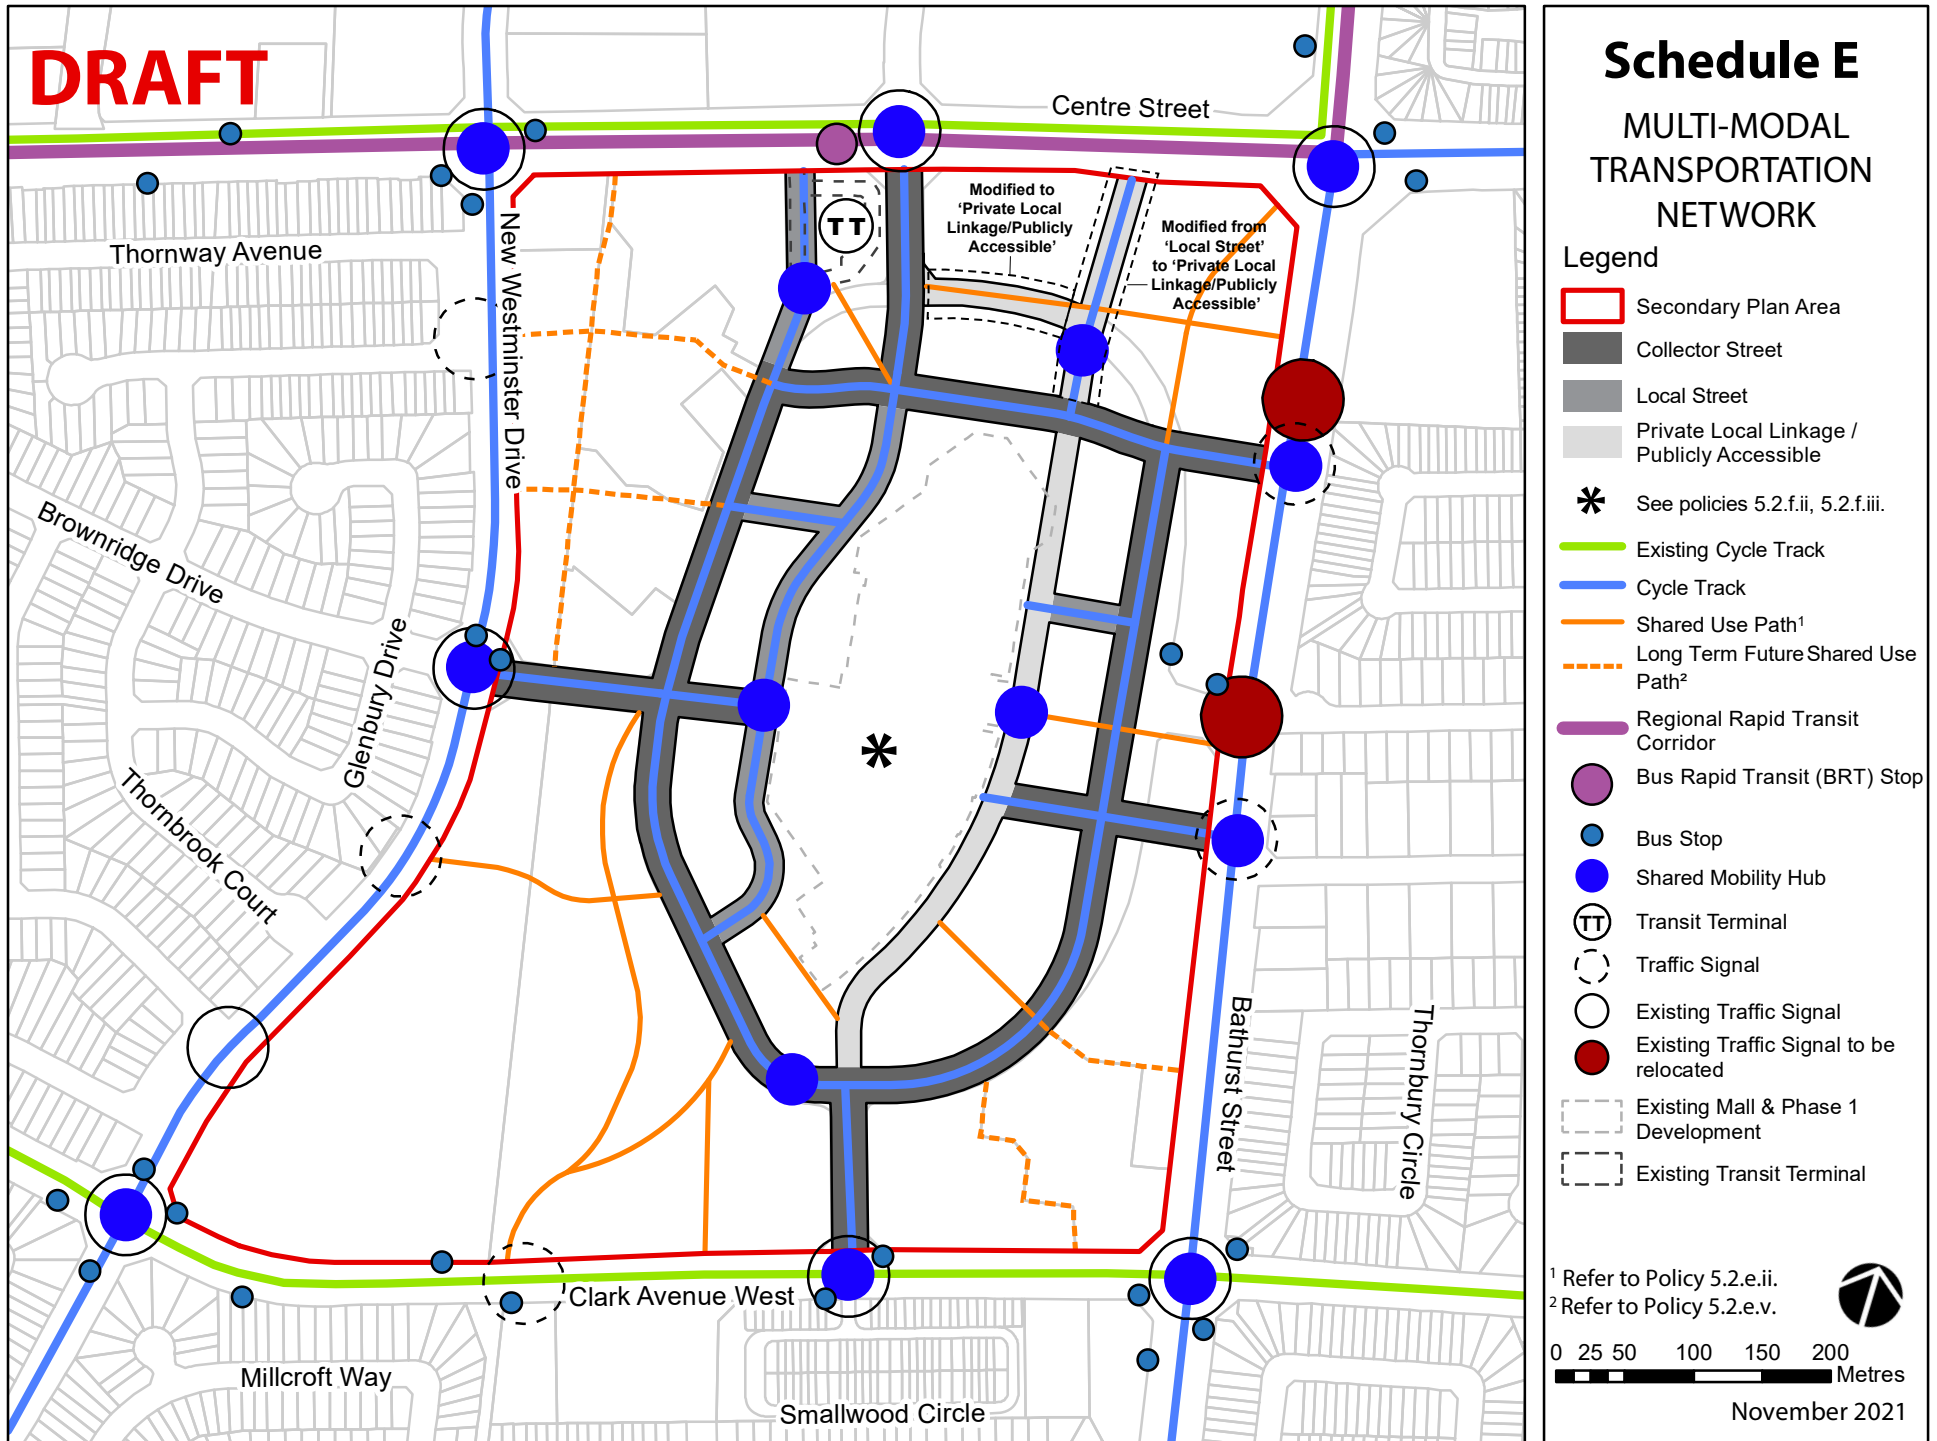 DRAFT
Centre Street
Thornway Avenue
New Westminster Drive
TT
Modified to
'Private Local
Linkage/Publicly
Accessible'
Modified from
'Local Street'
to 'Private Local
Linkage/Publicly
Accessible'
Brownridge Drive
Glenbury Drive
Thornbrook Court
*
Bathurst Street
Thornbury Circle
Clark Avenue West
Millcroft Way
Smallwood Circle
Schedule E
MULTI-MODAL
TRANSPORTATION
NETWORK
Legend
Secondary Plan Area
Collector Street
Local Street
Private Local Linkage /
Publicly Accessible
* See policies 5.2.f.ii, 5.2.f.iii.
Existing Cycle Track
Cycle Track
Shared Use Path¹
Long Term Future Shared Use
Path²
Regional Rapid Transit
Corridor
Bus Rapid Transit (BRT) Stop
Bus Stop
Shared Mobility Hub
TT Transit Terminal
Traffic Signal
Existing Traffic Signal
Existing Traffic Signal to be
relocated
Existing Mall & Phase 1
Development
Existing Transit Terminal
¹ Refer to Policy 5.2.e.ii.
² Refer to Policy 5.2.e.v.
0 25 50 100 150 200
Metres
November 2021